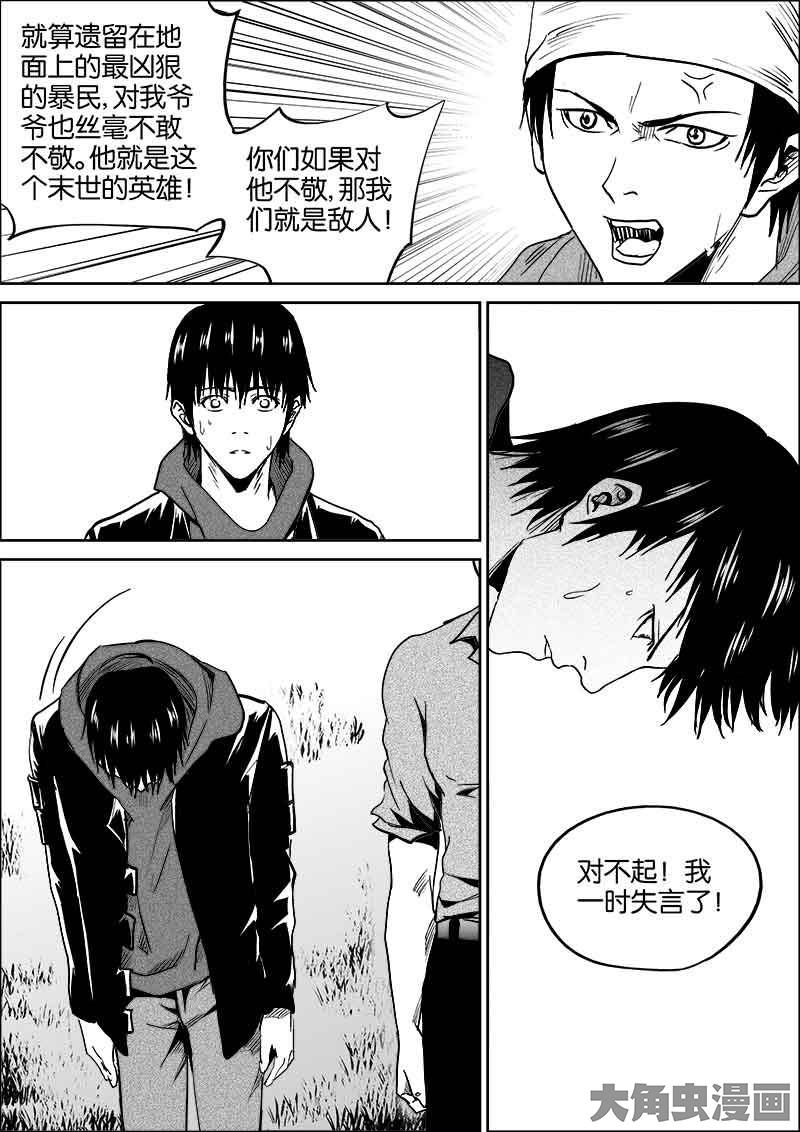 就算遗留在地
面上的最凶狠
的暴民,对我爷
爷也丝毫不敢
不敬。他就是这
个末世的英雄！
你们如果对
他不敬,那我
们就是敌人！
对不起！我
一时失言了！
大角虫漫画